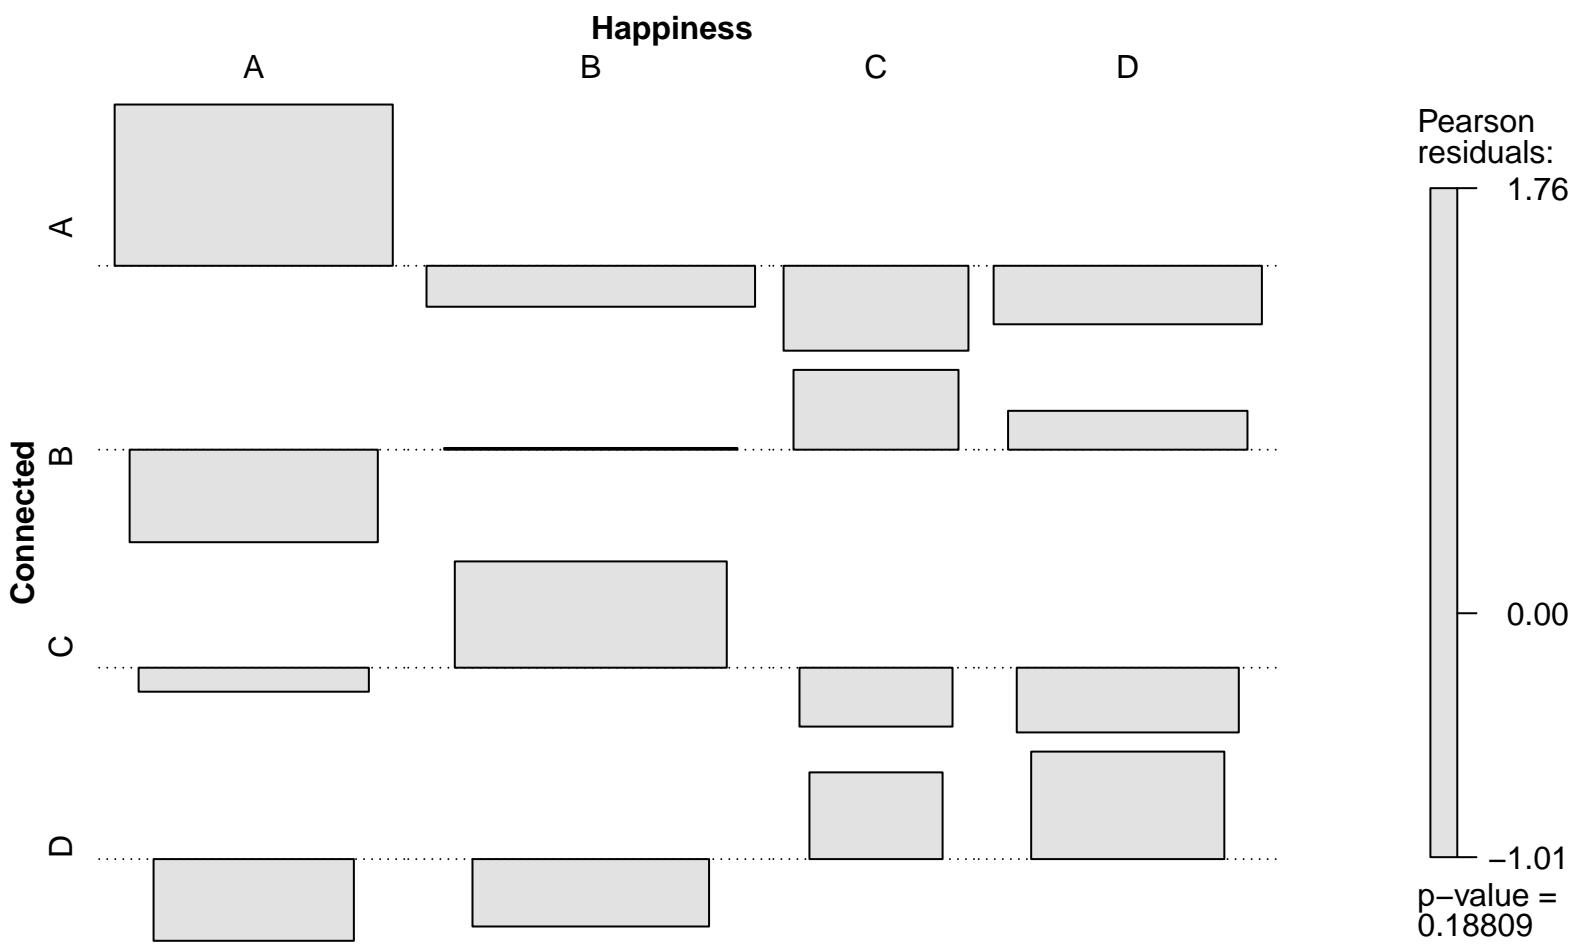 Happiness
A B C D
Connected
A
B
C
D
Pearson
residuals:
1.76
0.00
−1.01
p−value =
0.18809